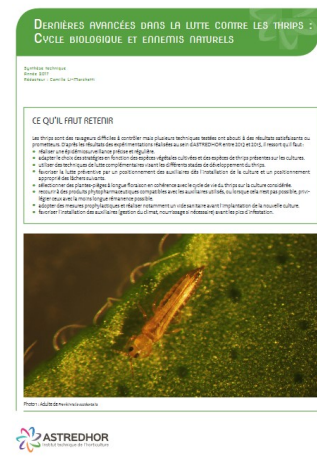 Dernières avancées dans la lutte contre les thrips :
Cycle biologique et ennemis naturels
Synthèse technique
Année 2017
Rédacteur : Camille Li-Marchetti
CE QU'IL FAUT RETENIR
Les thrips sont des ravageurs difficiles à contrôler mais plusieurs techniques testées ont abouti à des résultats satisfaisants ou
prometteurs. D'après les résultats des expérimentations réalisées au sein d'ASTREDHOR entre 2012 et 2015, il ressort qu'il faut :
• réaliser une épidémiosurveillance précise et régulière.
• adapter le choix des stratégies en fonction des espèces végétales cultivées et des espèces de thrips présentes sur les cultures.
• utiliser des techniques de lutte complémentaires visant les différents stades de développement du thrips.
• favoriser la lutte préventive par un positionnement des auxiliaires dès l'installation de la culture et un positionnement
approprié des lâchers suivants.
• sélectionner des plantes-pièges à longue floraison en cohérence avec le cycle de vie du thrips sur la culture considérée.
• recourir à des produits phytopharmaceutiques compatibles avec les auxiliaires utilisés, ou lorsque cela n'est pas possible, privi-
légier ceux avec la moins longue rémanence possible.
• adopter des mesures prophylactiques et réaliser notamment un vide sanitaire avant l'implantation de la nouvelle culture.
• favoriser l'installation des auxiliaires (gestion du climat, nourrissage si nécessaire) avant les pics d'infestation.
Photo 1 : Adulte de Frankliniella occidentalis
ASTREDHOR
Institut technique de l'horticulture